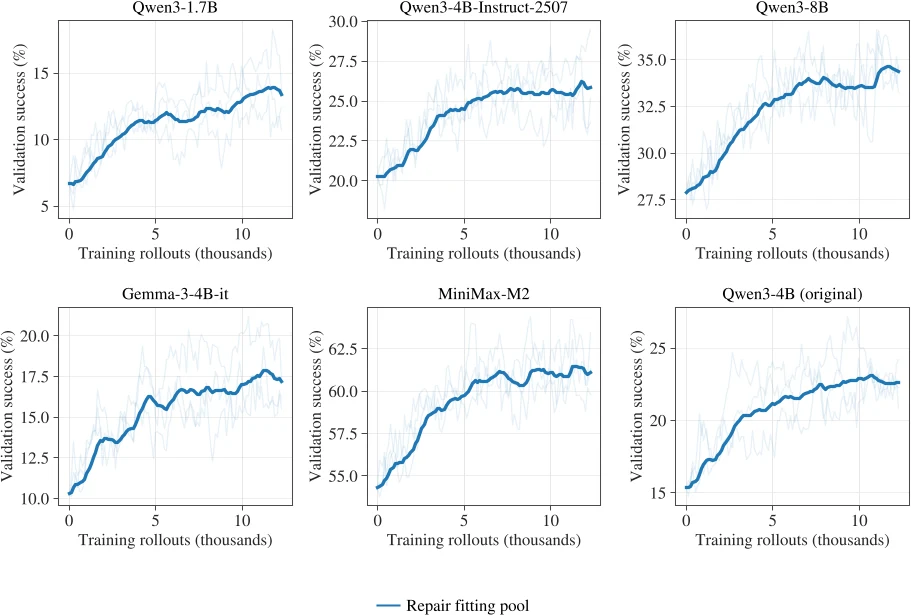 Qwen3-1.7B
Validation success (%)
15
10
5
0 5 10
Training rollouts (thousands)
Qwen3-4B-Instruct-2507
Validation success (%)
30.0
27.5
25.0
22.5
20.0
0 5 10
Training rollouts (thousands)
Qwen3-8B
Validation success (%)
35.0
32.5
30.0
27.5
0 5 10
Training rollouts (thousands)
Gemma-3-4B-it
Validation success (%)
20.0
17.5
15.0
12.5
10.0
0 5 10
Training rollouts (thousands)
MiniMax-M2
Validation success (%)
62.5
60.0
57.5
55.0
0 5 10
Training rollouts (thousands)
Qwen3-4B (original)
Validation success (%)
25
20
15
0 5 10
Training rollouts (thousands)
Repair fitting pool